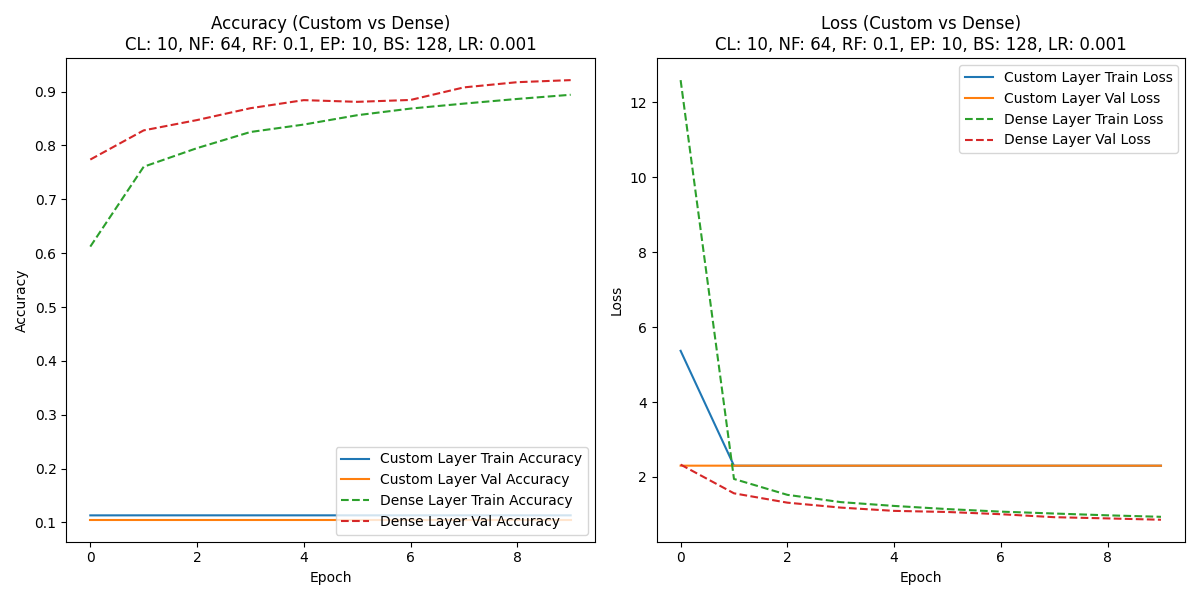 Accuracy (Custom vs Dense)
CL: 10, NF: 64, RF: 0.1, EP: 10, BS: 128, LR: 0.001
Accuracy
0.9
0.8
0.7
0.6
0.5
0.4
0.3
0.2
0.1
Custom Layer Train Accuracy
Custom Layer Val Accuracy
Dense Layer Train Accuracy
Dense Layer Val Accuracy
0
2
4
6
8
Epoch
Loss (Custom vs Dense)
CL: 10, NF: 64, RF: 0.1, EP: 10, BS: 128, LR: 0.001
Loss
12
10
8
6
4
2
Custom Layer Train Loss
Custom Layer Val Loss
Dense Layer Train Loss
Dense Layer Val Loss
0
2
4
6
8
Epoch